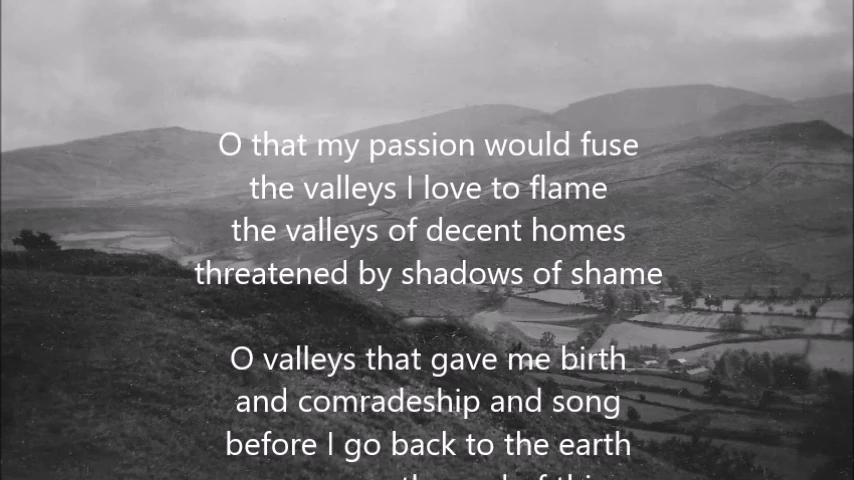 O that my passion would fuse
the valleys I love to flame
the valleys of decent homes
threatened by shadows of shame
O valleys that gave me birth
and comradeship and song
before I go back to the earth